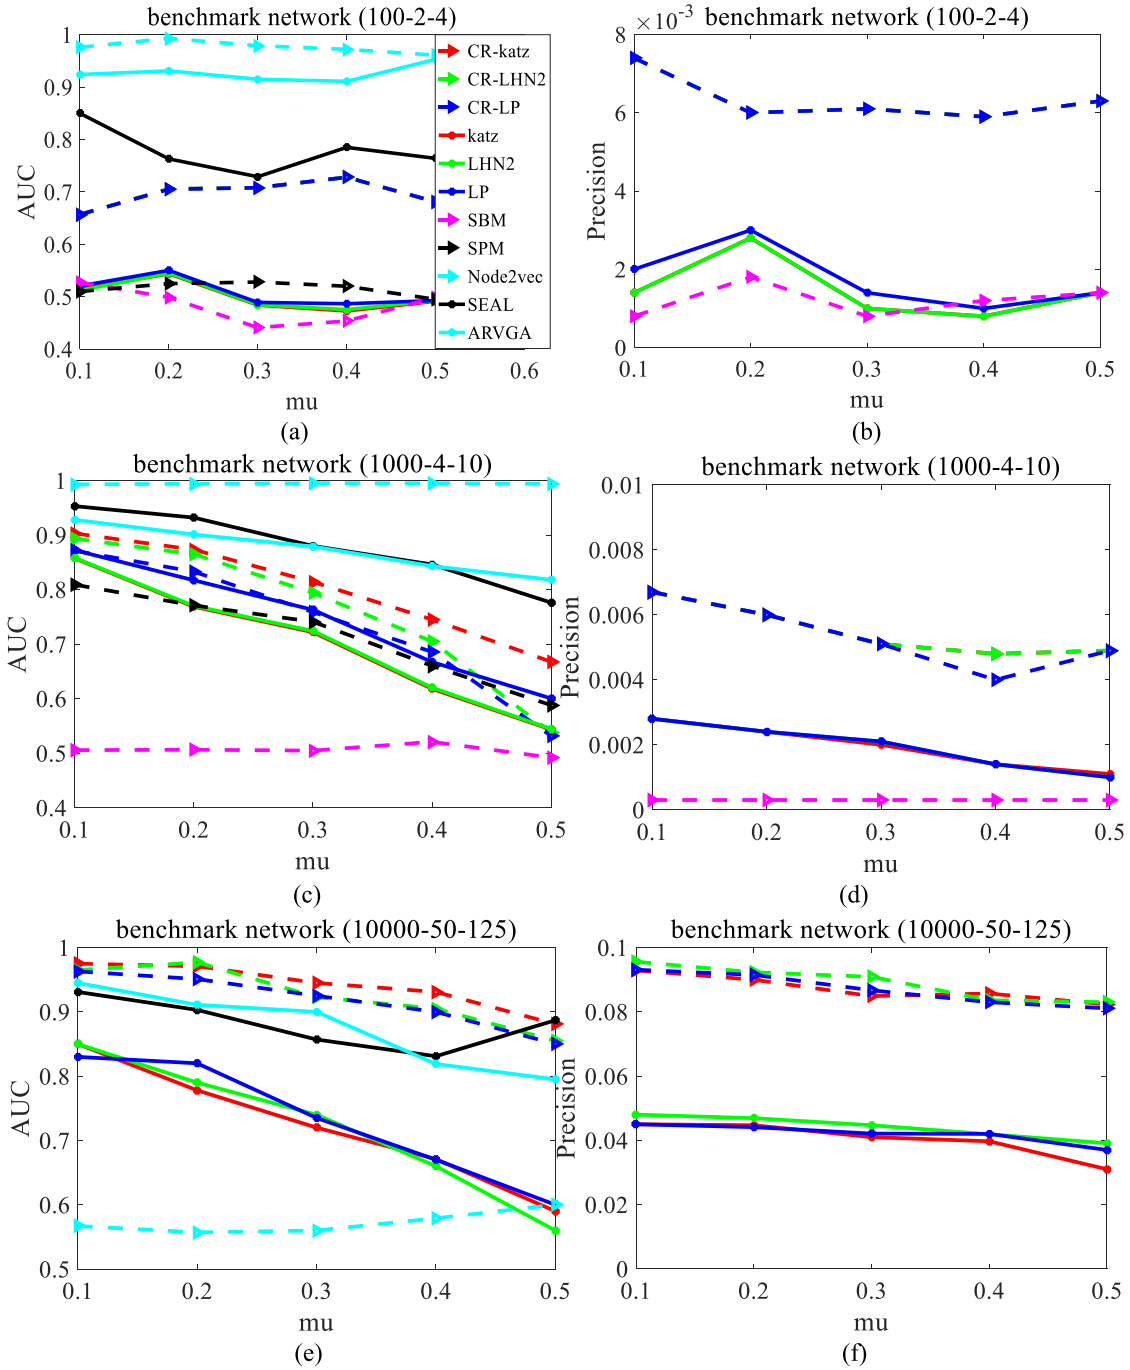 benchmark network (100-2-4)
AUC
1
0.9
0.8
0.7
0.6
0.5
0.4
0.1
0.2
0.3
0.4
0.5
0.6
mu
CR-katz
CR-LHN2
CR-LP
katz
LHN2
LP
SBM
SPM
Node2vec
SEAL
ARVGA
(a)
benchmark network (100-2-4)
×10⁻³
Precision
8
6
4
2
0
0.1
0.2
0.3
0.4
0.5
mu
(b)
benchmark network (1000-4-10)
AUC
1
0.9
0.8
0.7
0.6
0.5
0.4
0.1
0.2
0.3
0.4
0.5
mu
(c)
benchmark network (1000-4-10)
Precision
0.01
0.008
0.006
0.004
0.002
0
0.1
0.2
0.3
0.4
0.5
mu
(d)
benchmark network (10000-50-125)
AUC
1
0.9
0.8
0.7
0.6
0.5
0.1
0.2
0.3
0.4
0.5
mu
(e)
benchmark network (10000-50-125)
Precision
0.1
0.08
0.06
0.04
0.02
0
0.1
0.2
0.3
0.4
0.5
mu
(f)